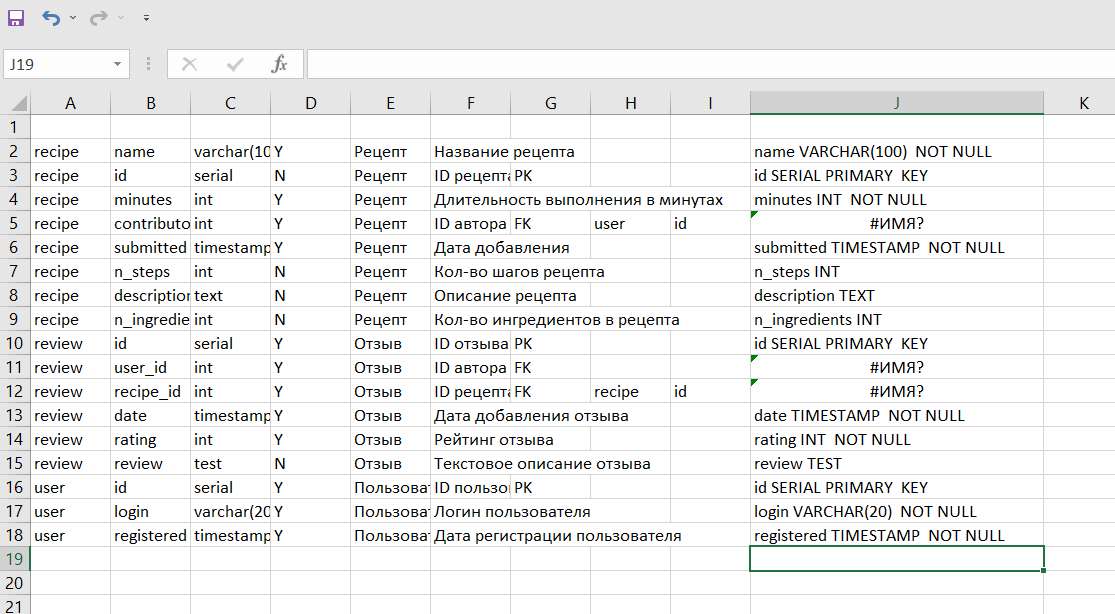 J19 fx
A B C D E F G H I J K
1
2 recipe name varchar(10 Y Рецепт Название рецепта name VARCHAR(100)  NOT NULL
3 recipe id serial N Рецепт ID рецепта PK id SERIAL PRIMARY  KEY
4 recipe minutes int Y Рецепт Длительность выполнения в минутах minutes INT  NOT NULL
5 recipe contributo int Y Рецепт ID автора FK user id #ИМЯ?
6 recipe submitted timestamp Y Рецепт Дата добавления submitted TIMESTAMP  NOT NULL
7 recipe n_steps int N Рецепт Кол-во шагов рецепта n_steps INT
8 recipe description text N Рецепт Описание рецепта description TEXT
9 recipe n_ingredie int N Рецепт Кол-во ингредиентов в рецепта n_ingredients INT
10 review id serial Y Отзыв ID отзыва PK id SERIAL PRIMARY  KEY
11 review user_id int Y Отзыв ID автора FK #ИМЯ?
12 review recipe_id int Y Отзыв ID рецепта FK recipe id #ИМЯ?
13 review date timestamp Y Отзыв Дата добавления отзыва date TIMESTAMP  NOT NULL
14 review rating int Y Отзыв Рейтинг отзыва rating INT  NOT NULL
15 review review test N Отзыв Текстовое описание отзыва review TEST
16 user id serial Y Пользоват ID пользо PK id SERIAL PRIMARY  KEY
17 user login varchar(20 Y Пользоват Логин пользователя login VARCHAR(20)  NOT NULL
18 user registered timestamp Y Пользоват Дата регистрации пользователя registered TIMESTAMP  NOT NULL
19
20
21